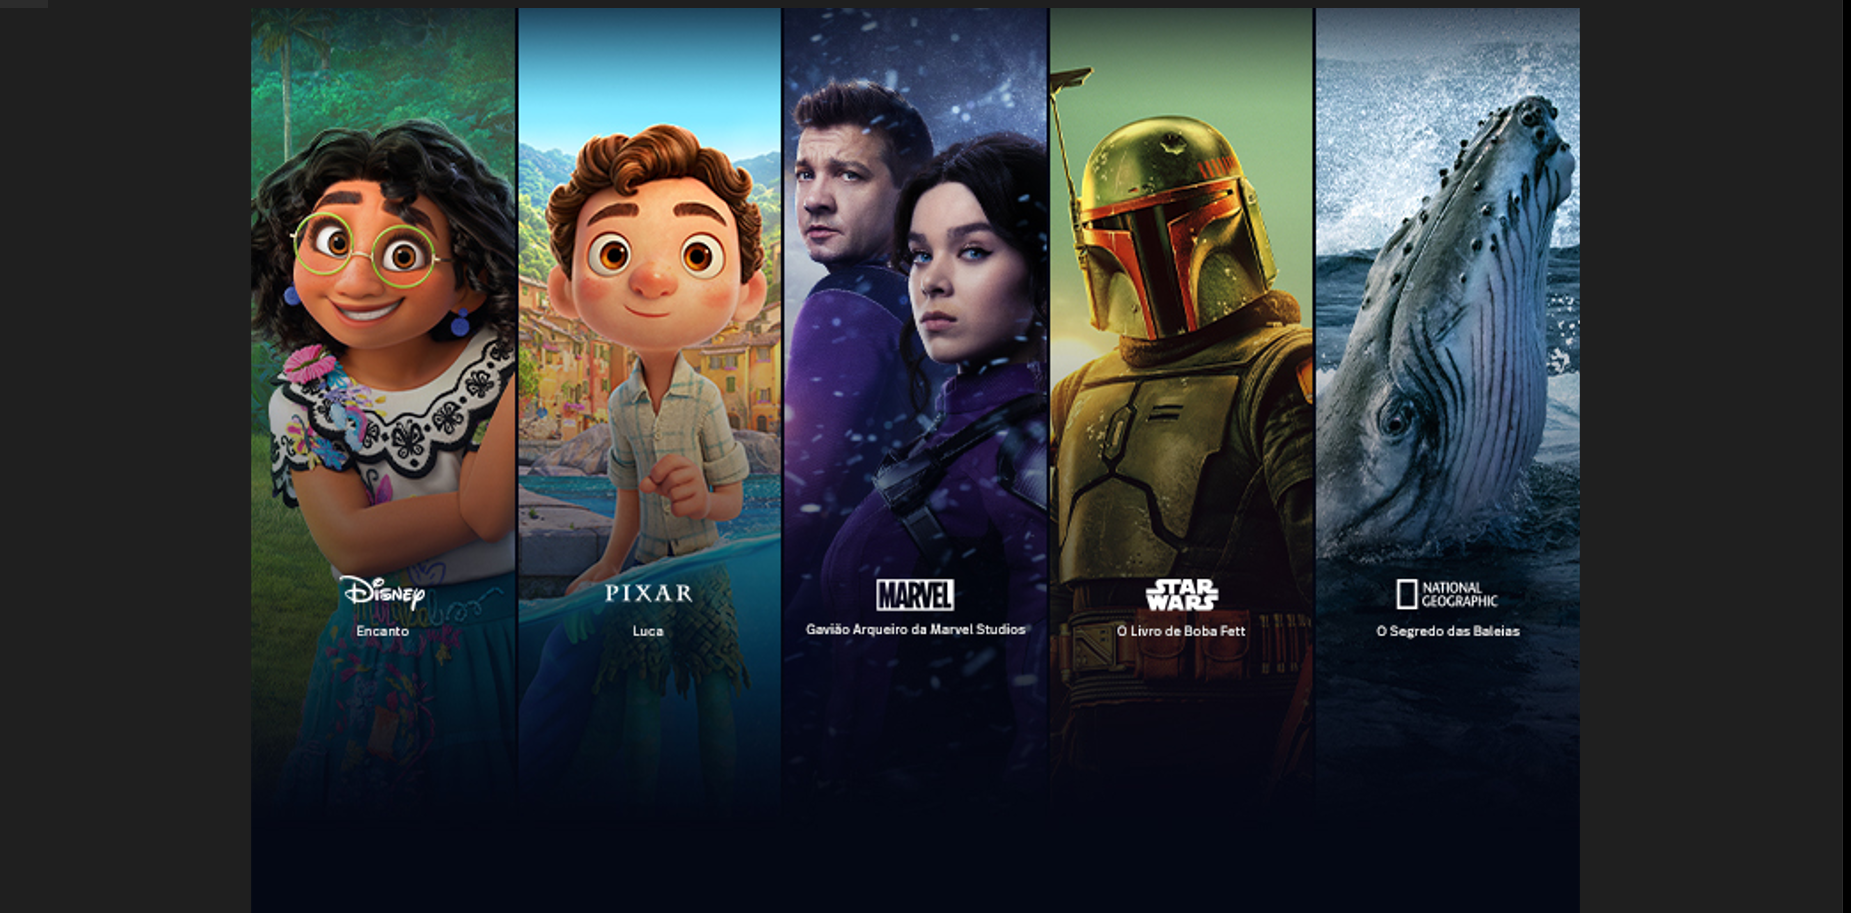 DISNEY
Encanto
PIXAR
Luca
MARVEL
Gavião Arqueiro da Marvel Studios
STAR
WARS
O Livro de Boba Fett
NATIONAL
GEOGRAPHIC
O Segredo das Baleias